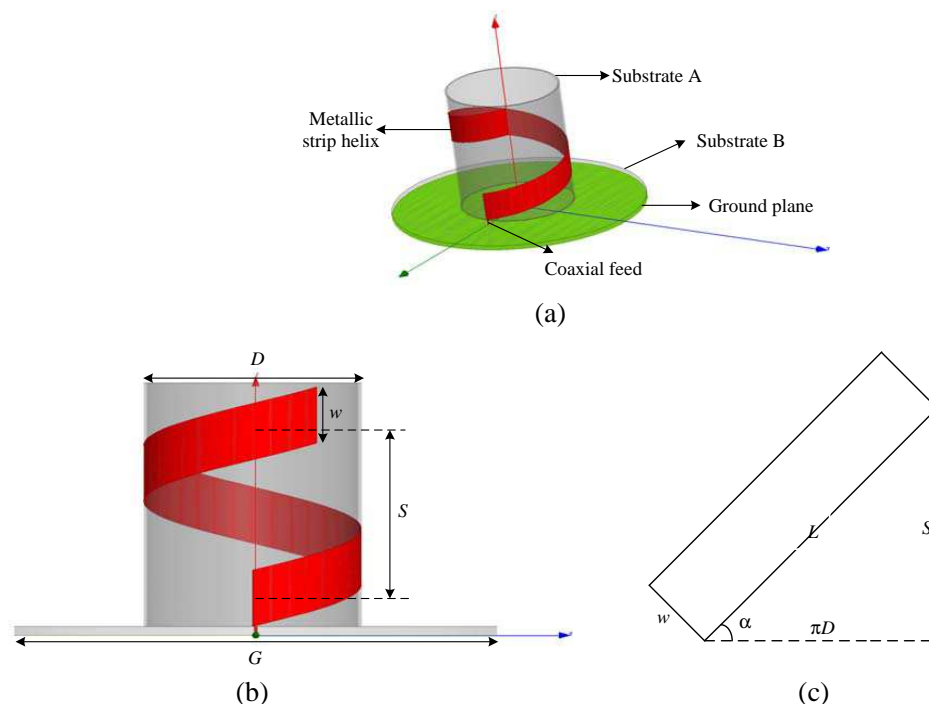 Substrate A
Metallic
strip helix
Substrate B
Ground plane
Coaxial feed
(a)
D
w
S
G
(b)
L
S
w
α
πD
(c)